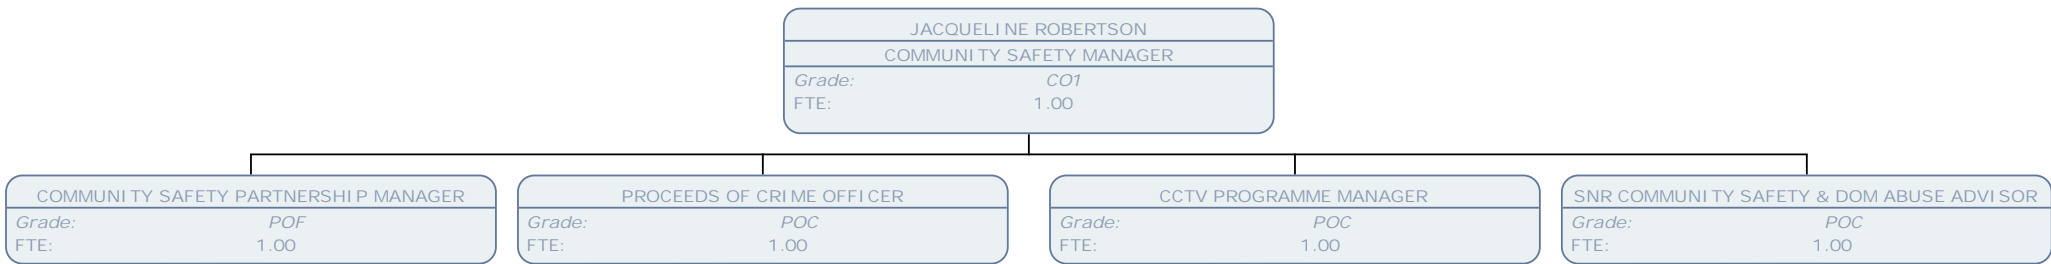 JACQUELINE ROBERTSON
COMMUNITY SAFETY MANAGER
Grade: CO1
FTE: 1.00
COMMUNITY SAFETY PARTNERSHIP MANAGER
Grade: POF
FTE: 1.00
PROCEEDS OF CRIME OFFICER
Grade: POC
FTE: 1.00
CCTV PROGRAMME MANAGER
Grade: POC
FTE: 1.00
SNR COMMUNITY SAFETY & DOM ABUSE ADVISOR
Grade: POC
FTE: 1.00